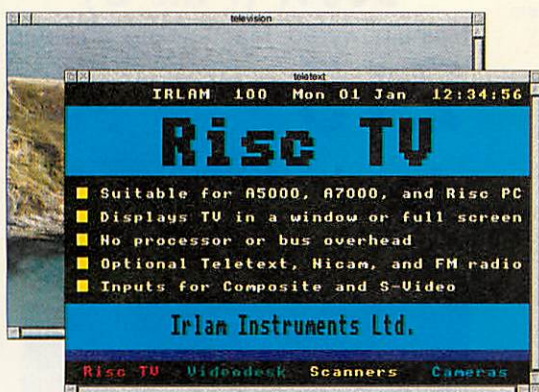 television
teletext
IRLAM 100 Mon 01 Jan 12:34:56
Risc TV
Suitable for A5000, A7000, and Risc PC
Displays TV in a window or full screen
No processor or bus overhead
Optional Teletext, Nicam, and FM radio
Inputs for Composite and S-Video
Irlam Instruments Ltd.
Risc TV Videodesk Scanners Cameras